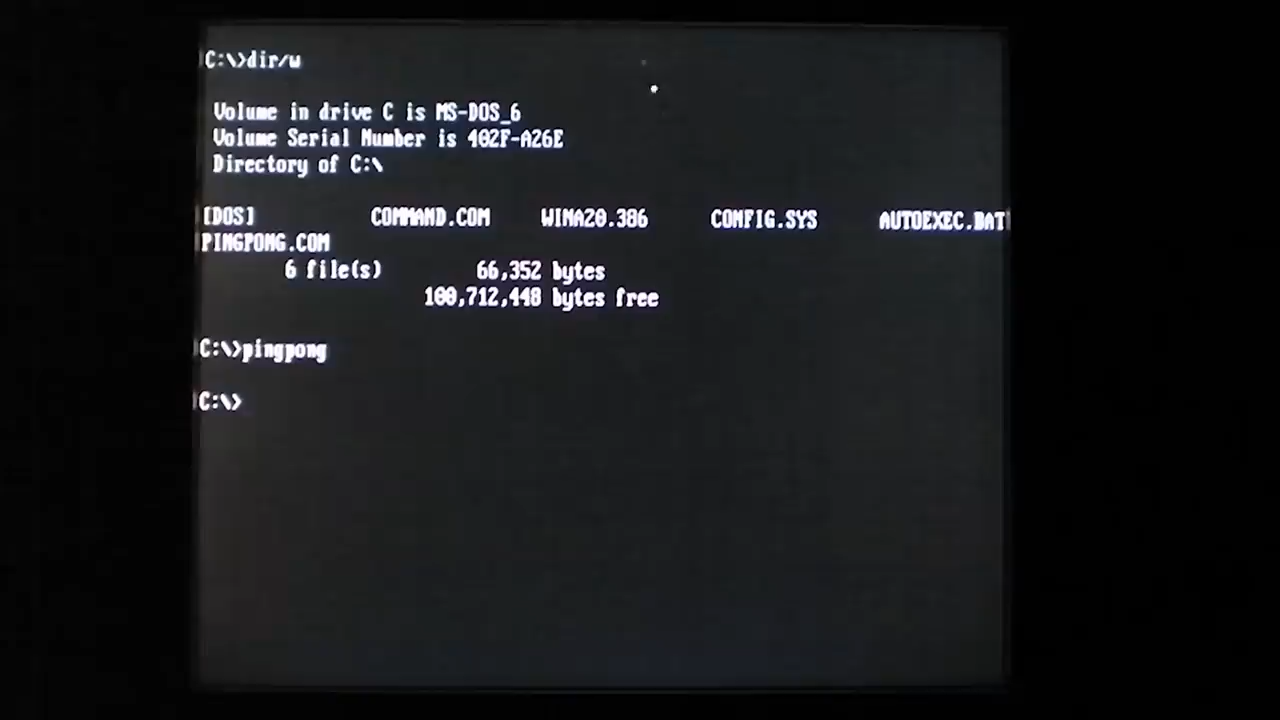 C:\>dir/w
Volume in drive C is MS-DOS_6
Volume Serial Number is 402F-A26E
Directory of C:\
[DOS] COMMAND.COM WINA20.386 CONFIG.SYS AUTOEXEC.BAT
PINGPONG.COM
6 file(s) 66,352 bytes
100,712,448 bytes free
C:\>pingpong
C:\>